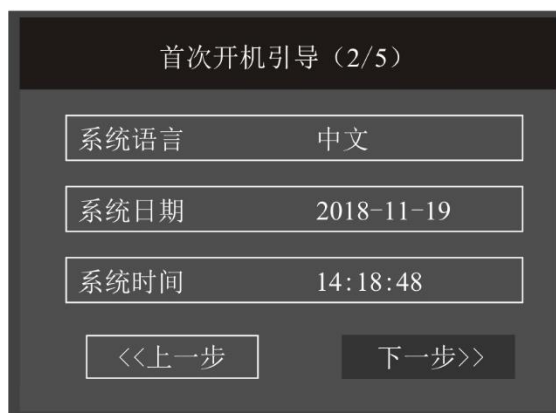 首次开机引导（2/5）
系统语言 中文
系统日期 2018-11-19
系统时间 14:18:48
<<上一步 下一步>>